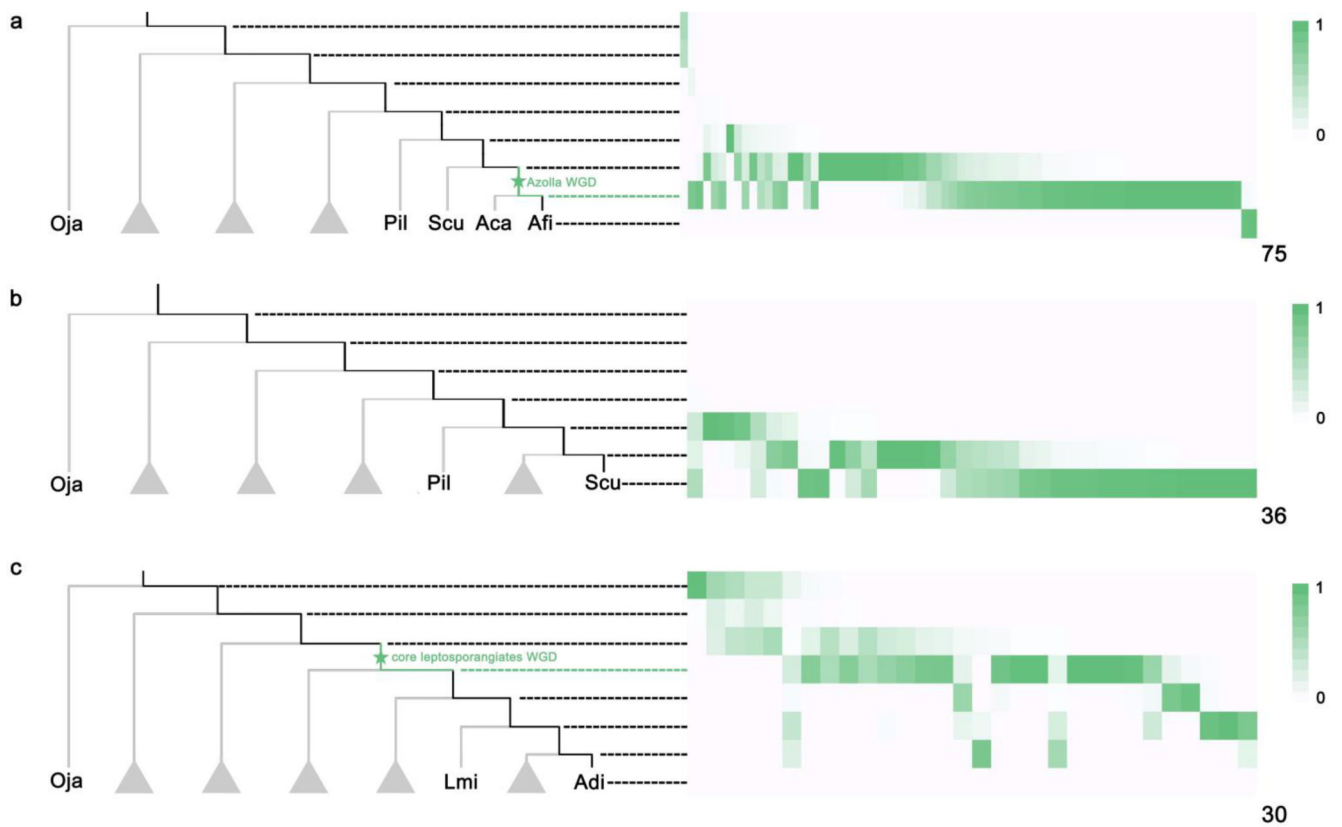 a
1
0
Azolla WGD
Oja Pil Scu Aca Afi
75
b
1
0
Oja Pil Scu
36
c
1
core leptosporangiates WGD
0
Oja Lmi Adi
30